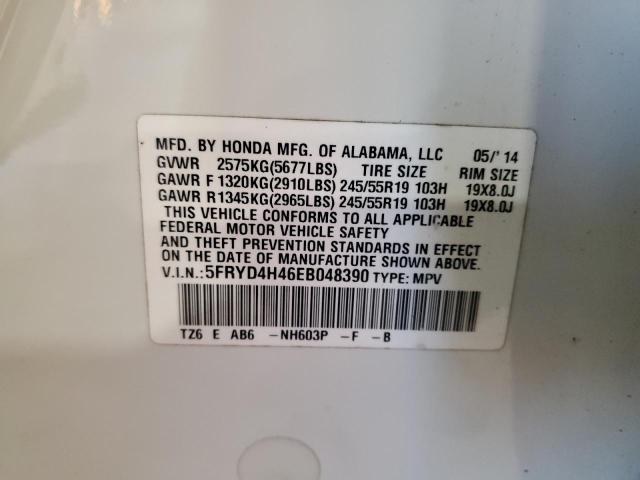 MFD. BY HONDA MFG. OF ALABAMA, LLC 05/'14
GVWR 2575KG(5677LBS) TIRE SIZE RIM SIZE
GAWR F 1320KG(2910LBS) 245/55R19 103H 19X8.0J
GAWR R 1345KG(2965LBS) 245/55R19 103H 19X8.0J
THIS VEHICLE CONFORMS TO ALL APPLICABLE
FEDERAL MOTOR VEHICLE SAFETY
AND THEFT PREVENTION STANDARDS IN EFFECT
ON THE DATE OF MANUFACTURE SHOWN ABOVE.
V.I.N.: 5FRYD4H46EB048390 TYPE: MPV
TZ6 E AB6 -NH603P -F -B